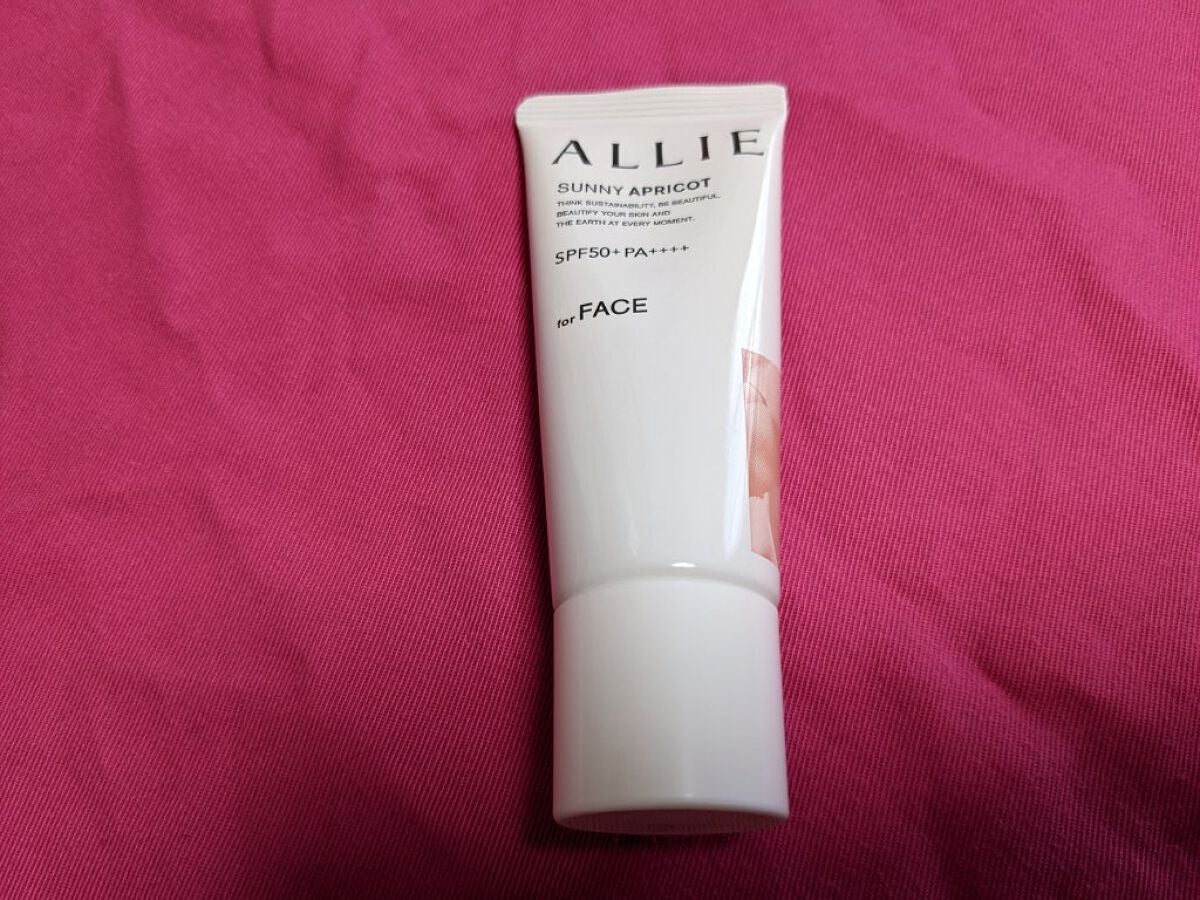 ALLIE
SUNNY APRICOT
THINK SUSTAINABILITY, BE BEAUTIFUL.
BEAUTIFY YOUR SKIN AND
THE EARTH AT EVERY MOMENT.
SPF50+ PA++++
for FACE